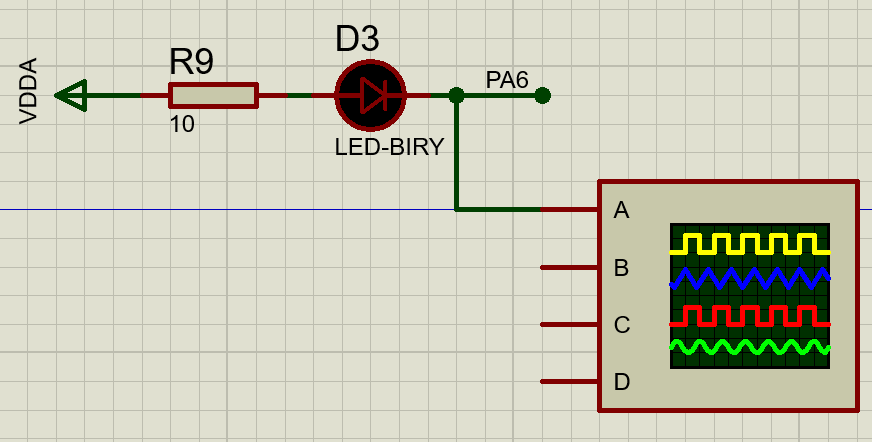 D3
R9
PA6
VDDA
10
LED-BIRY
A
B
C
D